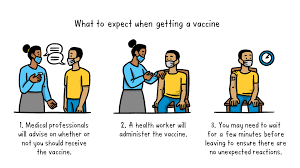 What to expect when getting a vaccine
1. Medical professionals
will advise on whether or
not you should receive
the vaccine.
2. A health worker will
administer the vaccine.
3. You may need to wait
for a few minutes before
leaving to ensure there are
no unexpected reactions.